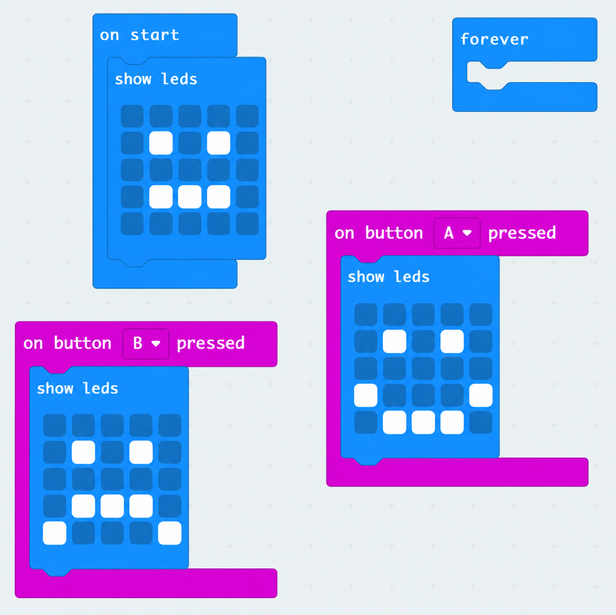 on start
show leds
forever
on button A pressed
show leds
on button B pressed
show leds